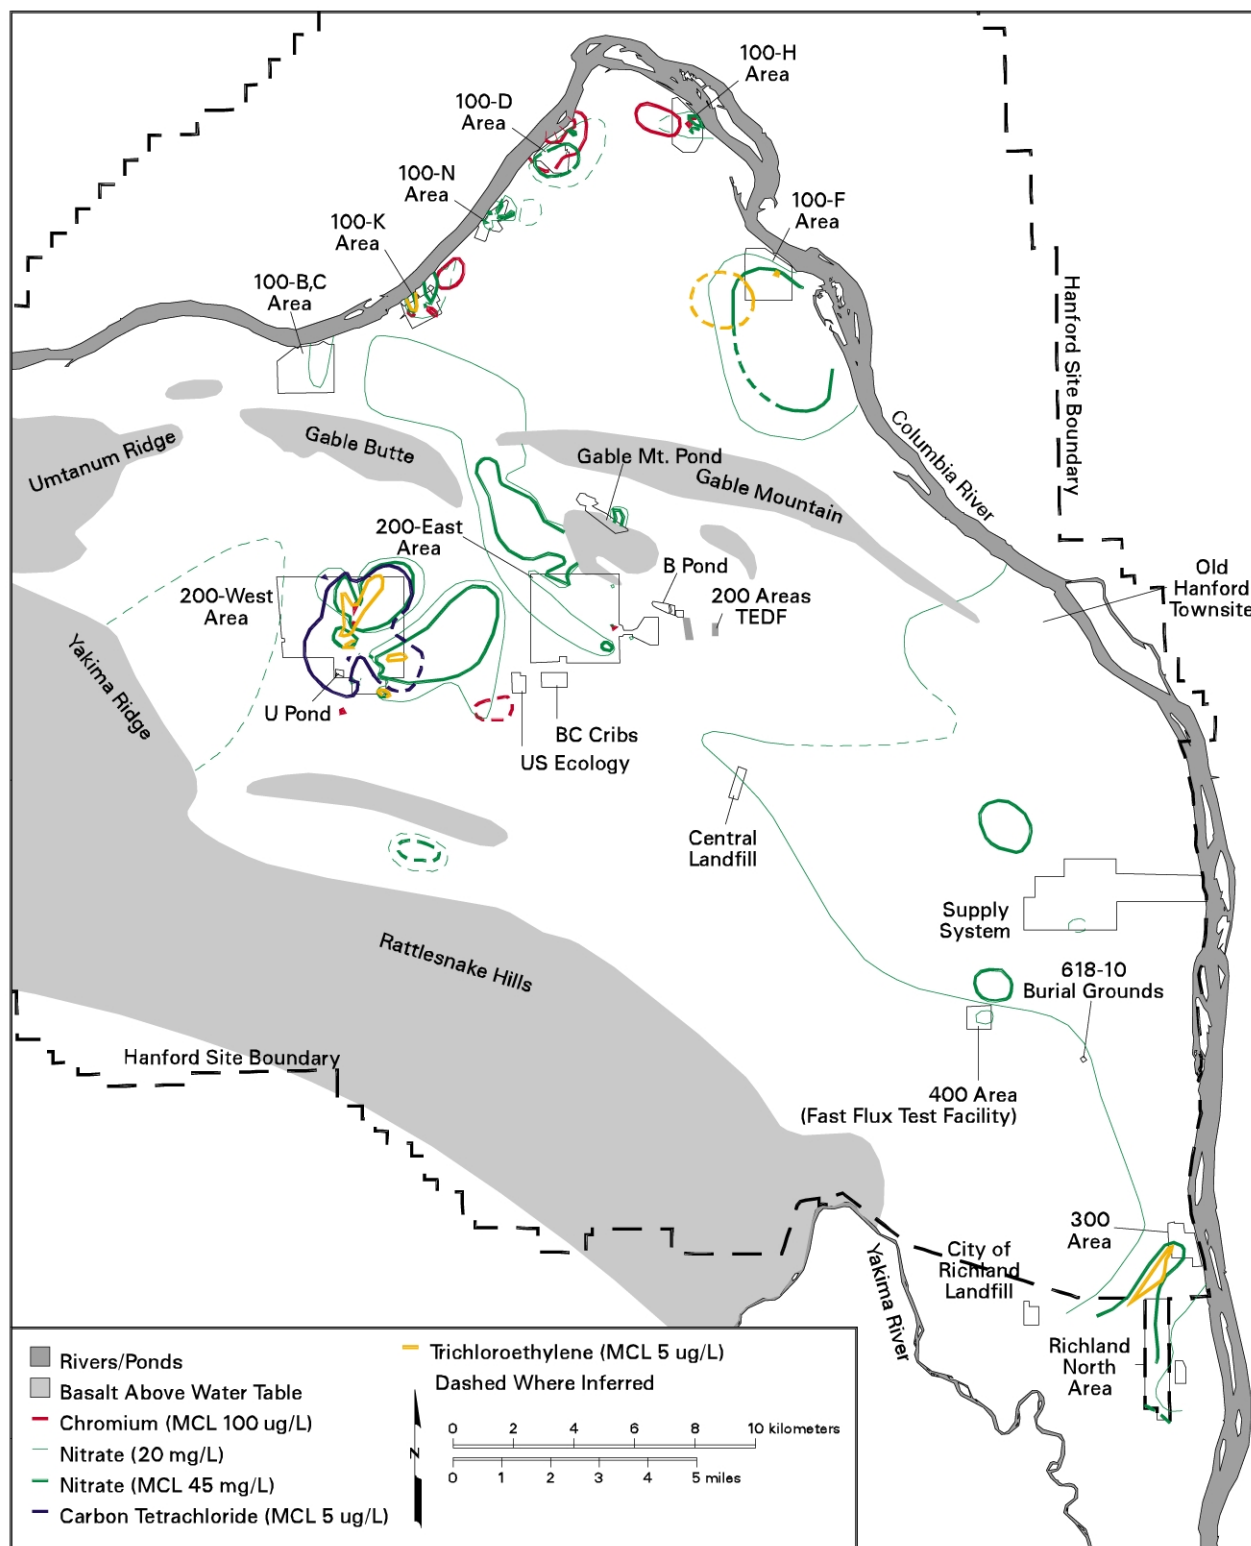 100-H
Area
100-D
Area
100-N
Area
100-K
Area
100-F
Area
100-B,C
Area
Hanford Site Boundary
Columbia River
Umtanum Ridge
Gable Butte
Gable Mt. Pond
Gable Mountain
200-East
Area
B Pond
Old
Hanford
Townsite
200-West
Area
200 Areas
TEDF
Yakima Ridge
U Pond
BC Cribs
US Ecology
Central
Landfill
Supply
System
Rattlesnake Hills
618-10
Burial Grounds
Hanford Site Boundary
400 Area
(Fast Flux Test Facility)
300
Area
City of
Richland
Landfill
Yakima River
Richland
North
Area
Rivers/Ponds
Basalt Above Water Table
Chromium (MCL 100 ug/L)
Nitrate (20 mg/L)
Nitrate (MCL 45 mg/L)
Carbon Tetrachloride (MCL 5 ug/L)
Trichloroethylene (MCL 5 ug/L)
Dashed Where Inferred
N
0 2 4 6 8 10 kilometers
0 1 2 3 4 5 miles